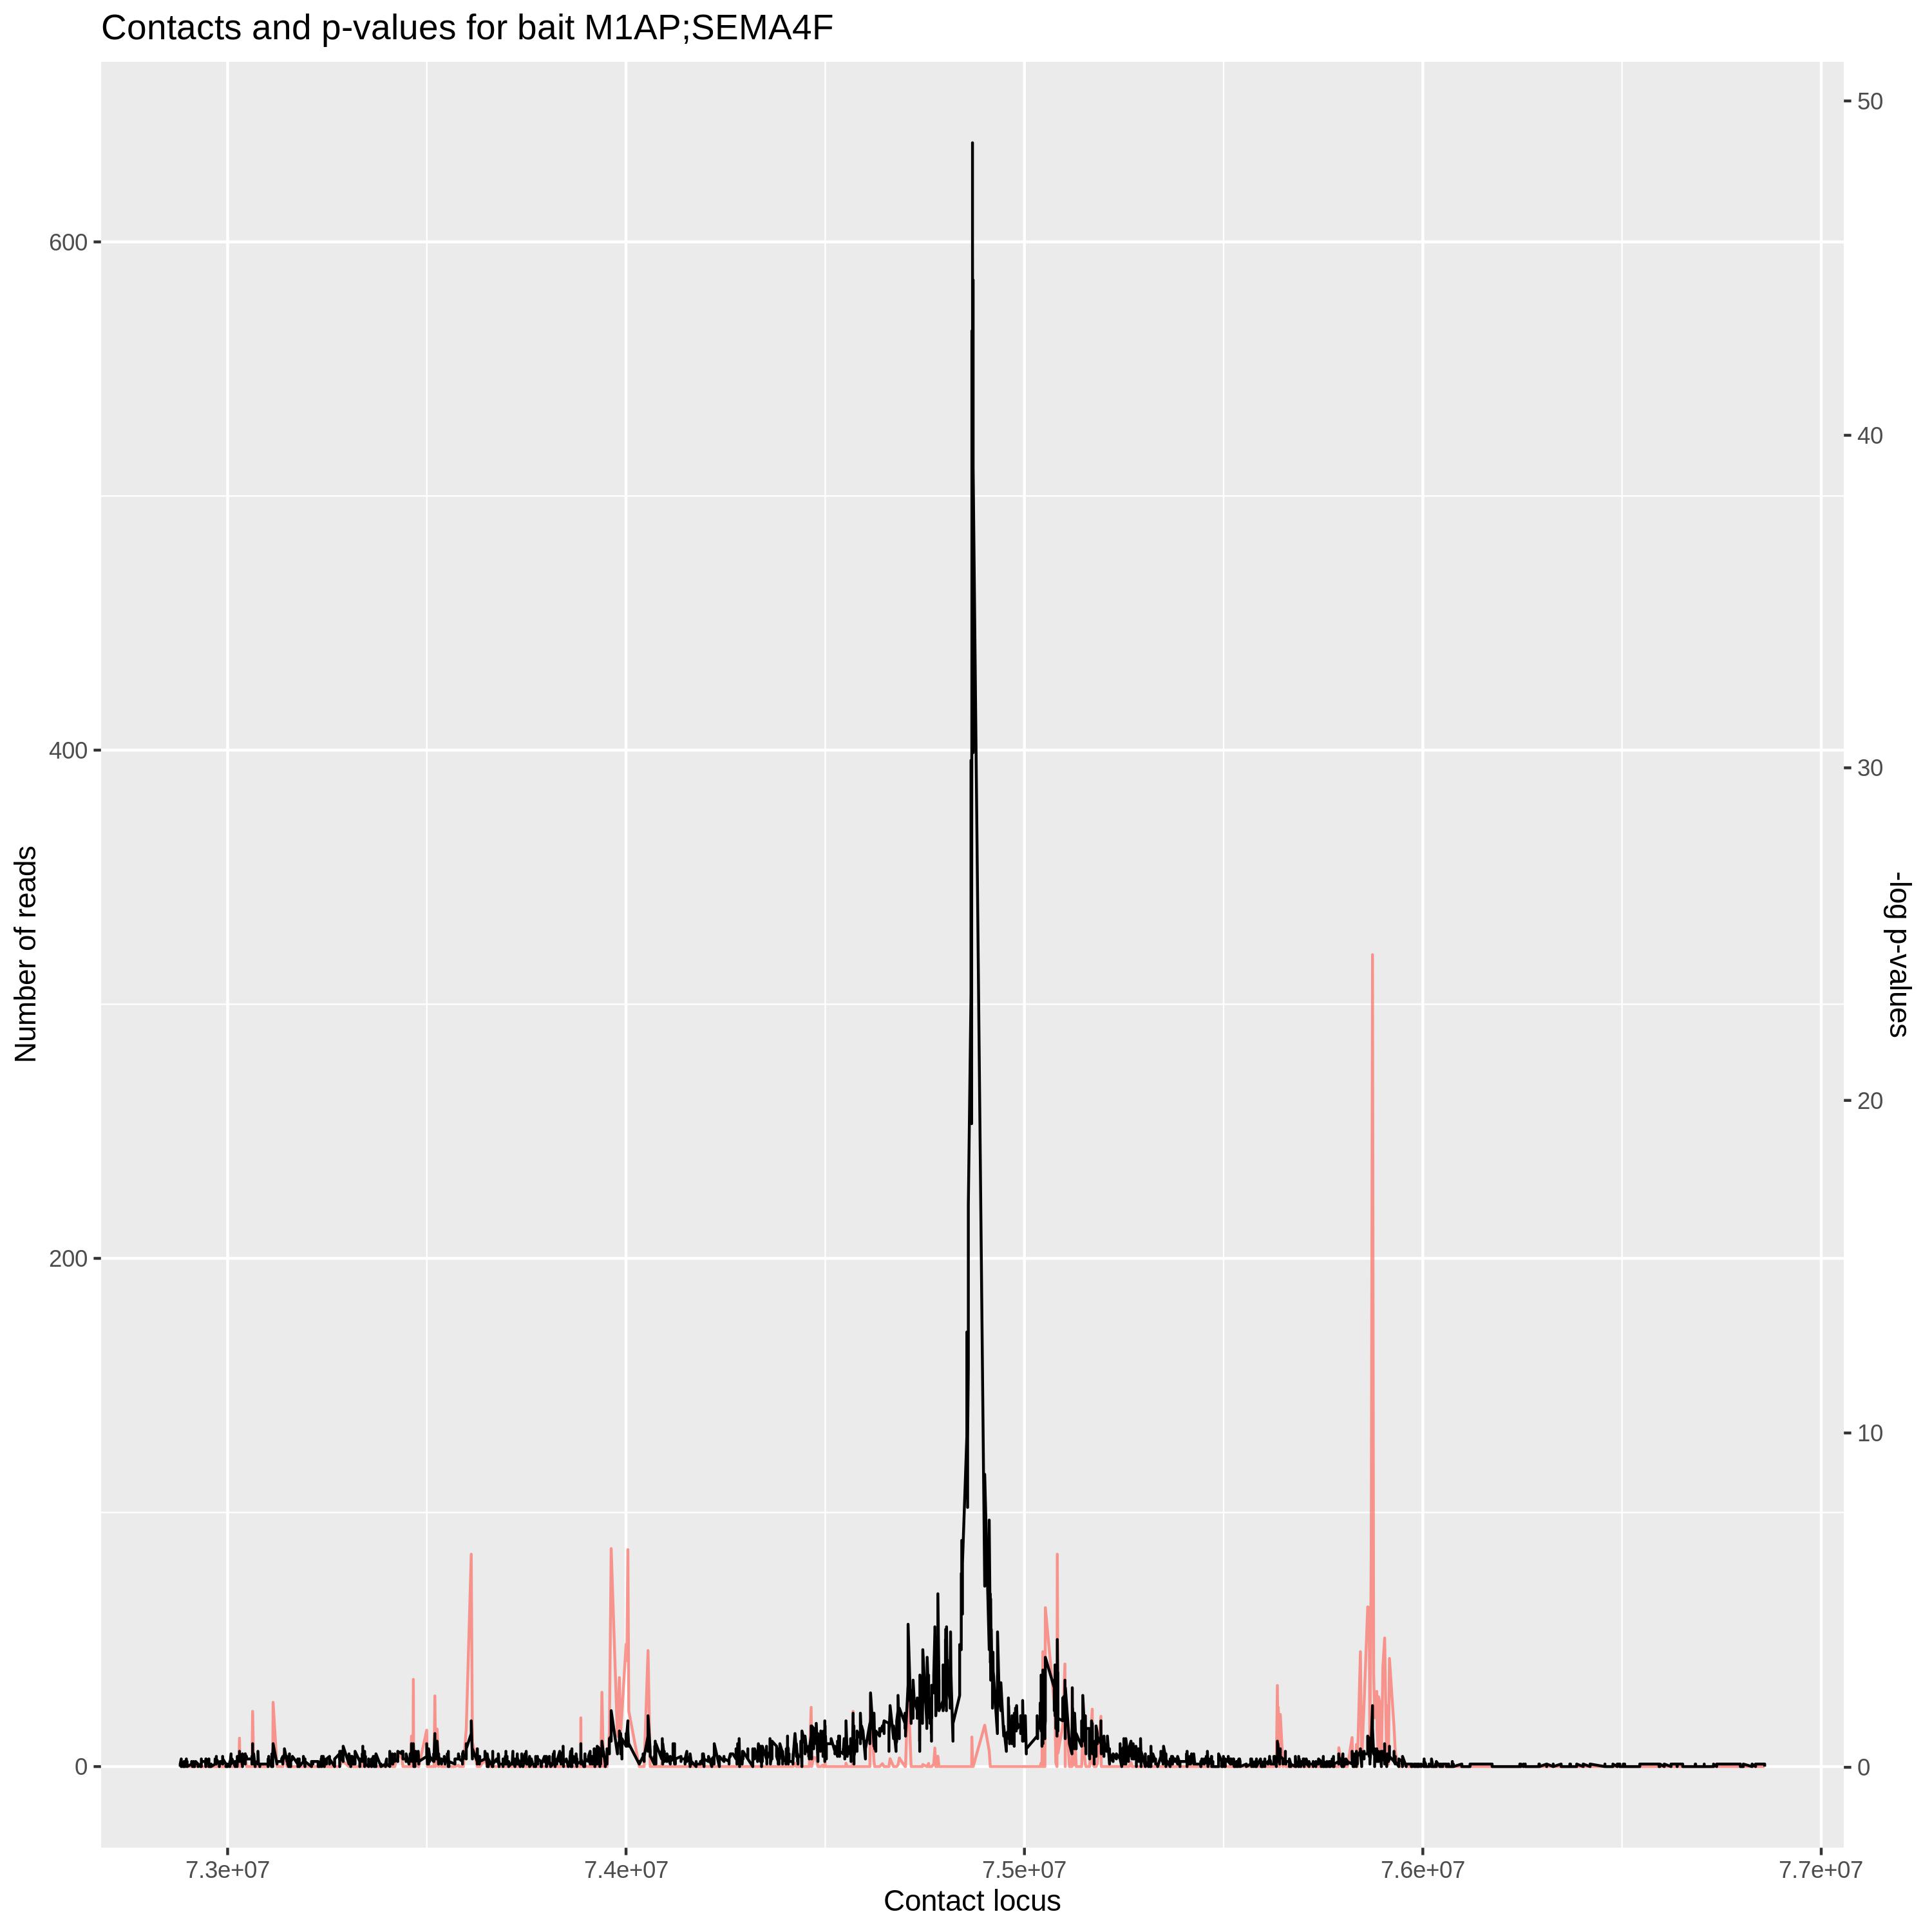 Contacts and p-values for bait M1AP;SEMA4F
Number of reads
600
400
200
0
50
40
30
20
10
0
-log p-values
7.3e+07
7.4e+07
7.5e+07
7.6e+07
7.7e+07
Contact locus